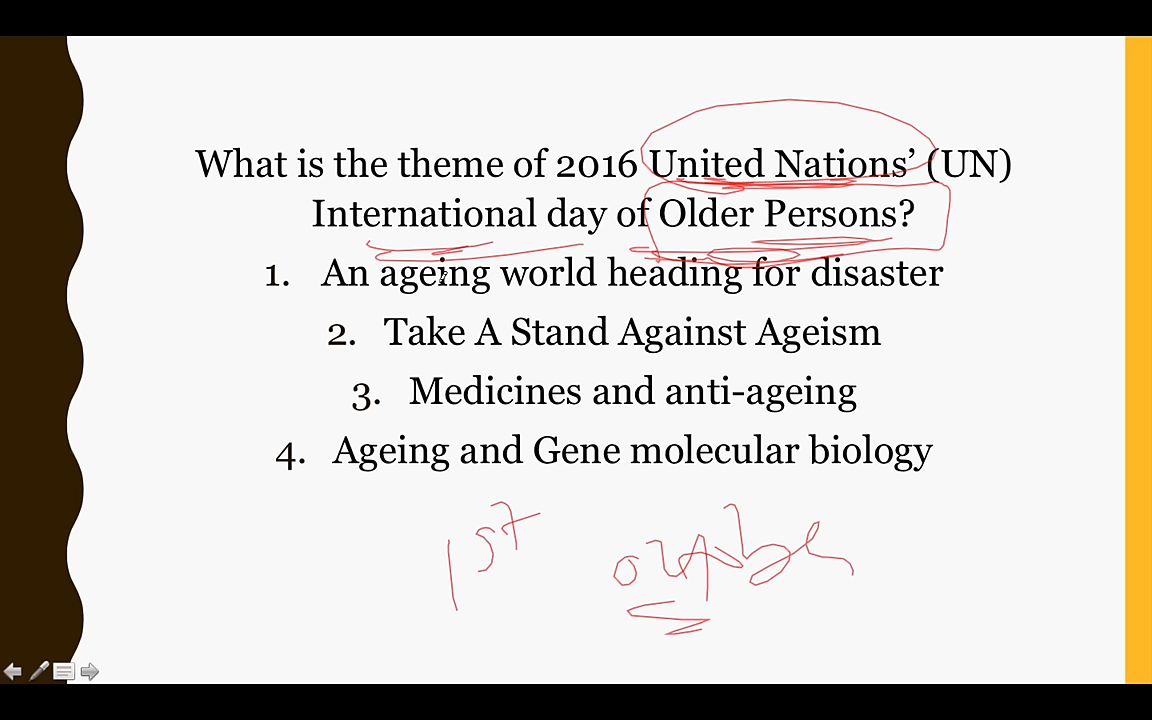 What is the theme of 2016 United Nations’ (UN)
International day of Older Persons?
1. An ageing world heading for disaster
2. Take A Stand Against Ageism
3. Medicines and anti-ageing
4. Ageing and Gene molecular biology
1st